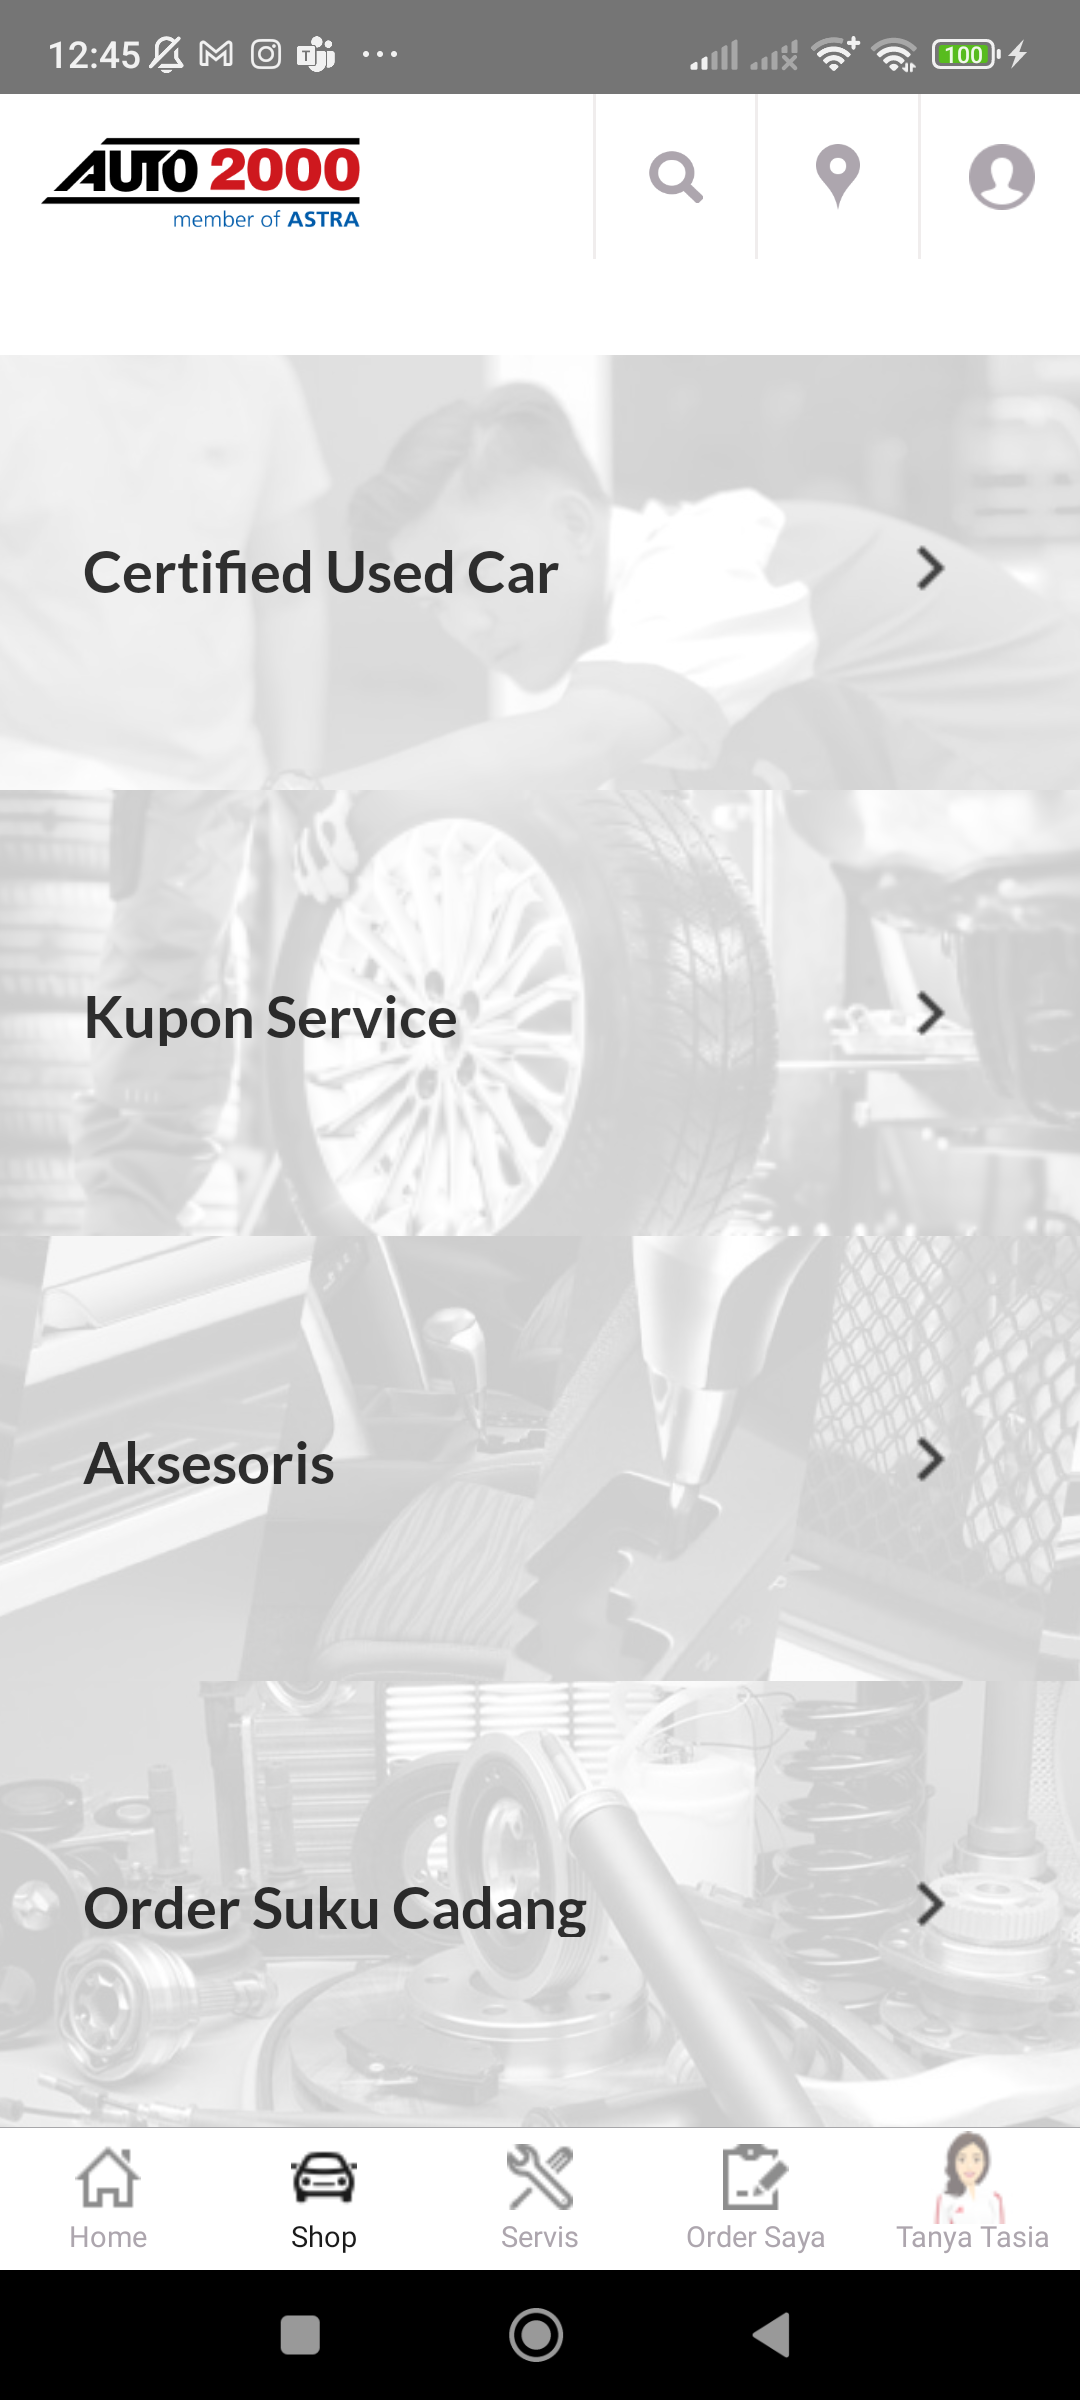 12:45
100
AUTO 2000
member of ASTRA
Certified Used Car
Kupon Service
Aksesoris
Order Suku Cadang
Home
Shop
Servis
Order Saya
Tanya Tasia